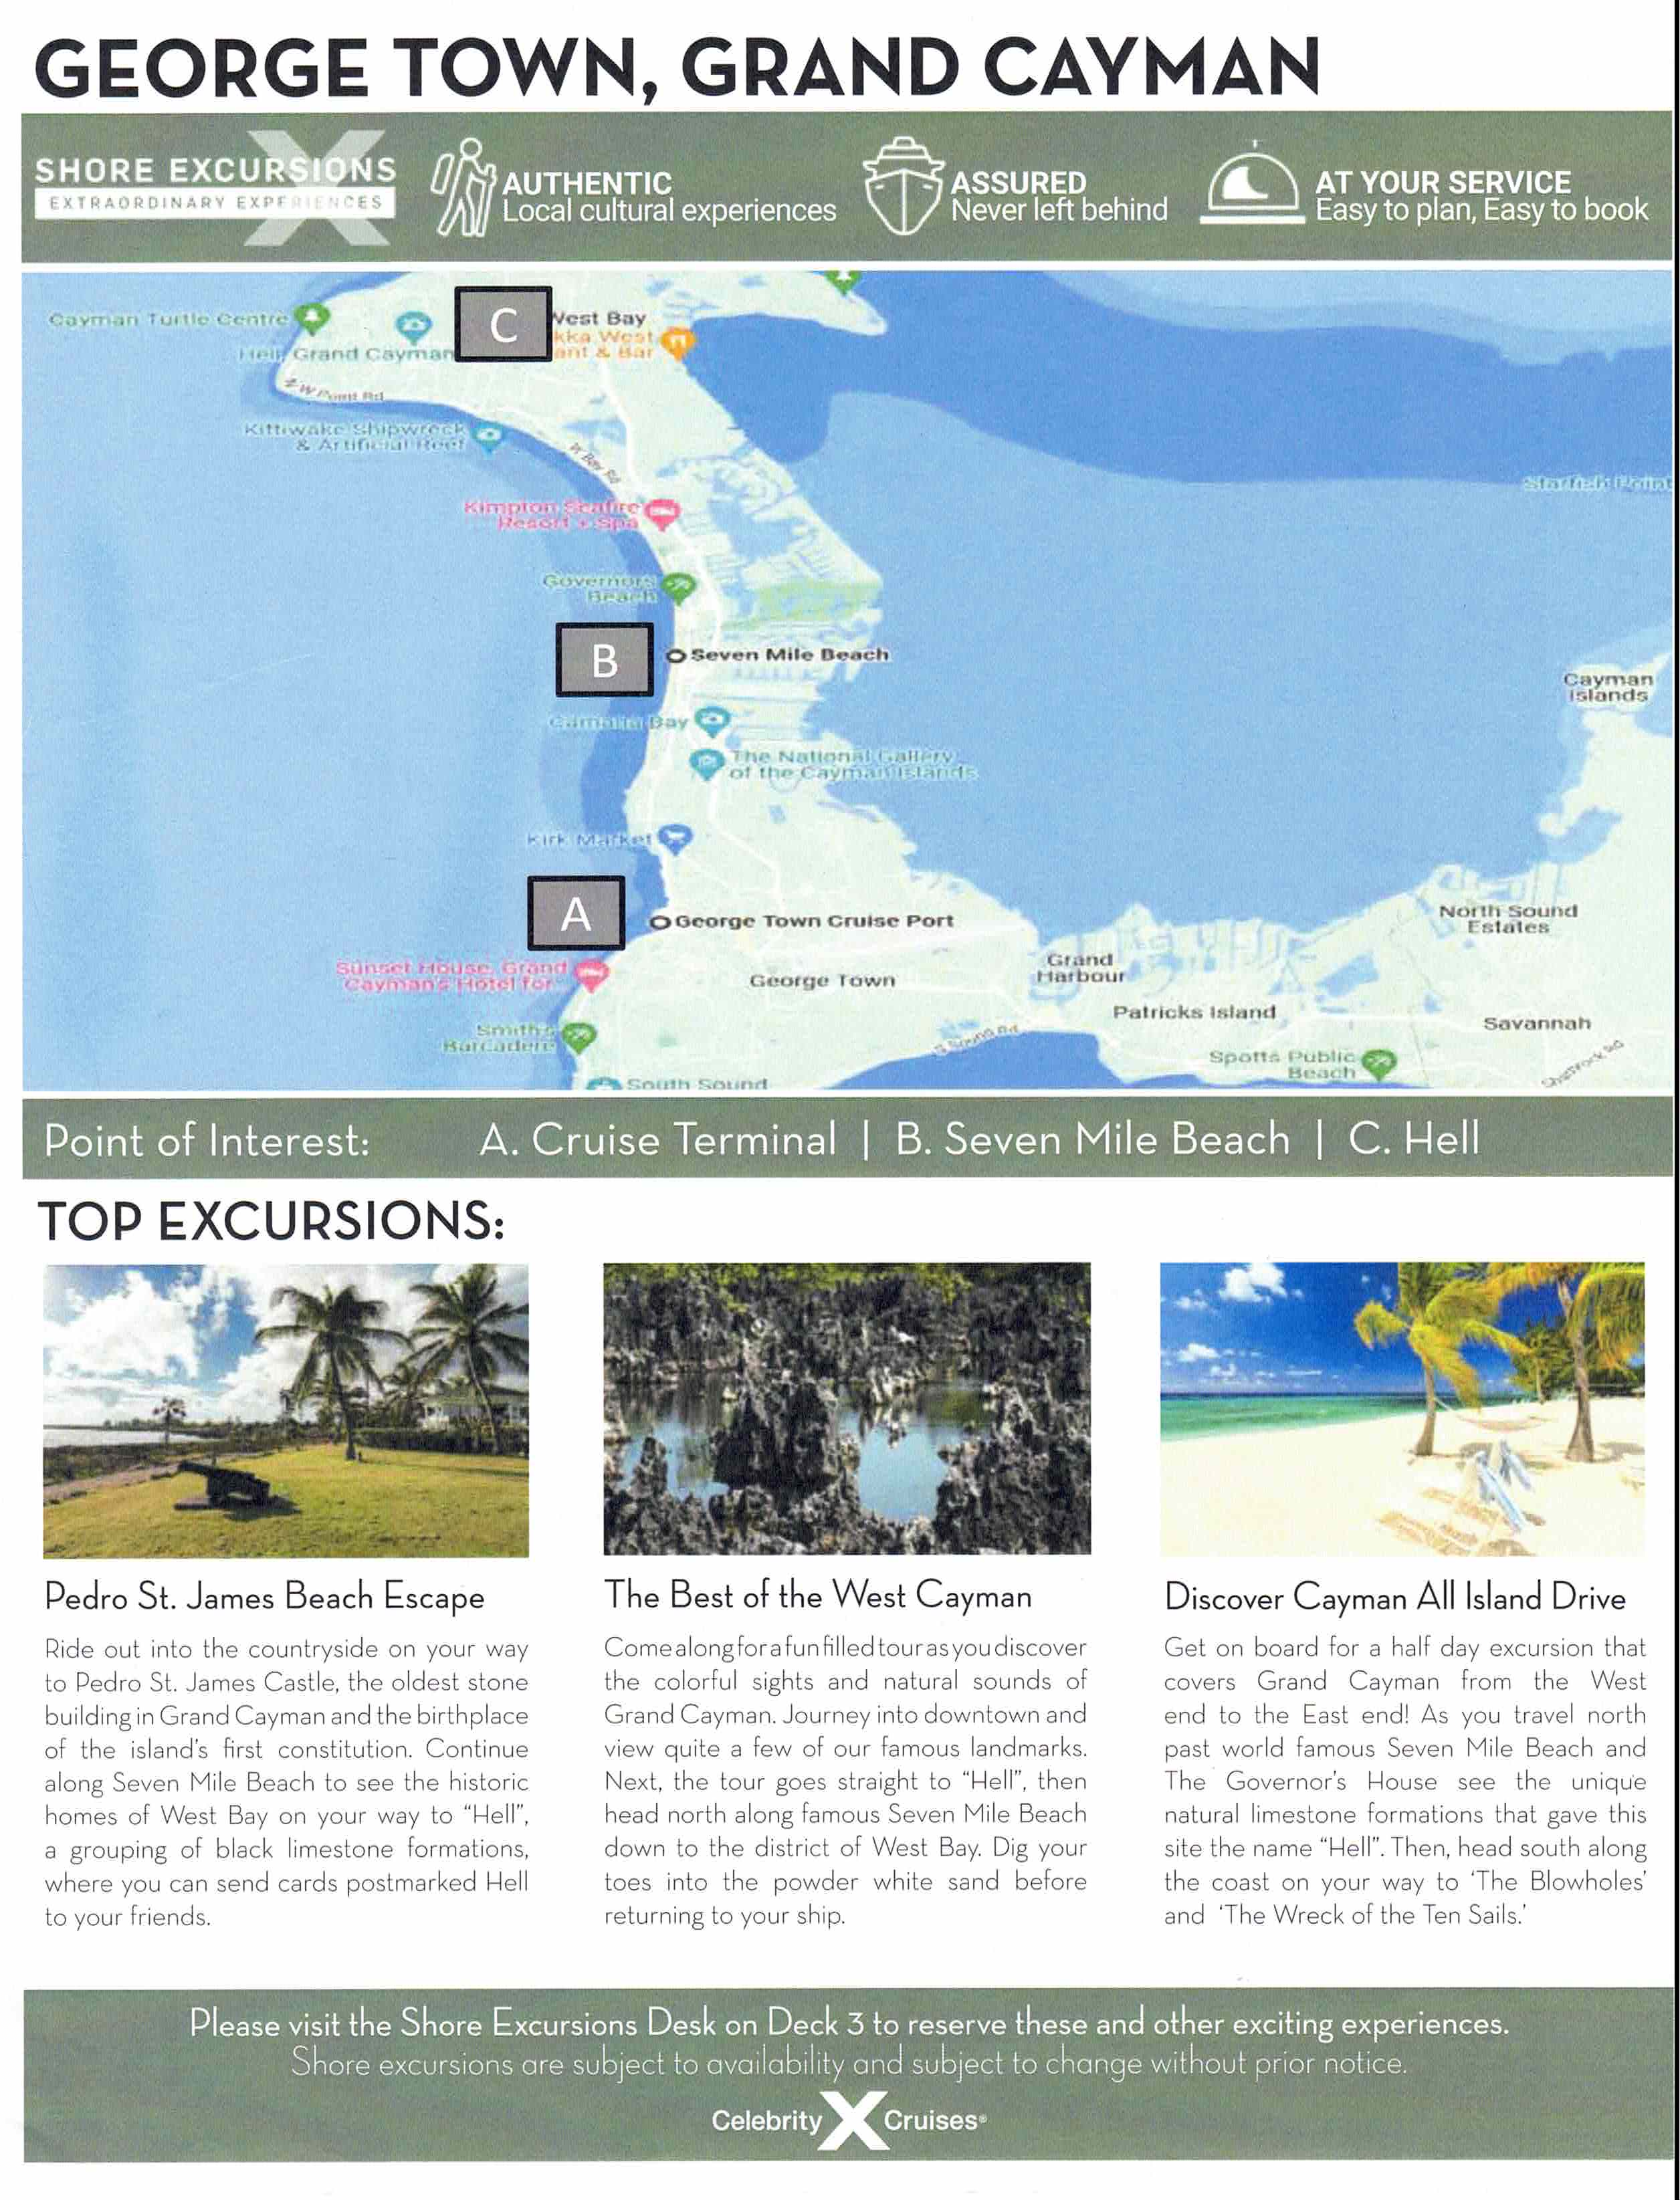 GEORGE TOWN, GRAND CAYMAN
SHORE EXCURSIONS
EXTRAORDINARY EXPERIENCES
AUTHENTIC
Local cultural experiences
ASSURED
Never left behind
AT YOUR SERVICE
Easy to plan, Easy to book
Cayman Turtle Centre
Hell, Grand Cayman
C
West Bay
kka West
ant & Bar
N W Point Rd
Kittiwake Shipwreck
& Artificial Reef
W Bay Rd
Starfish Point
Kimpton Seafire
Resort + Spa
Governors
Beach
B
Seven Mile Beach
Cayman
Islands
Camana Bay
The National Gallery
of the Cayman Islands
Kirk Market
A
George Town Cruise Port
North Sound
Estates
Sunset House, Grand
Cayman's Hotel for
George Town
Grand
Harbour
Patricks Island
Savannah
Smith's
Barcadere
S Sound Rd
Spotts Public
Beach
Shamrock Rd
South Sound
Point of Interest: A. Cruise Terminal | B. Seven Mile Beach | C. Hell
TOP EXCURSIONS:
Pedro St. James Beach Escape
Ride out into the countryside on your way
to Pedro St. James Castle, the oldest stone
building in Grand Cayman and the birthplace
of the island's first constitution. Continue
along Seven Mile Beach to see the historic
homes of West Bay on your way to "Hell",
a grouping of black limestone formations,
where you can send cards postmarked Hell
to your friends.
The Best of the West Cayman
Come along for a fun filled tour as you discover
the colorful sights and natural sounds of
Grand Cayman. Journey into downtown and
view quite a few of our famous landmarks.
Next, the tour goes straight to "Hell", then
head north along famous Seven Mile Beach
down to the district of West Bay. Dig your
toes into the powder white sand before
returning to your ship.
Discover Cayman All Island Drive
Get on board for a half day excursion that
covers Grand Cayman from the West
end to the East end! As you travel north
past world famous Seven Mile Beach and
The Governor's House see the unique
natural limestone formations that gave this
site the name "Hell". Then, head south along
the coast on your way to 'The Blowholes'
and 'The Wreck of the Ten Sails.'
Please visit the Shore Excursions Desk on Deck 3 to reserve these and other exciting experiences.
Shore excursions are subject to availability and subject to change without prior notice.
Celebrity X Cruises®